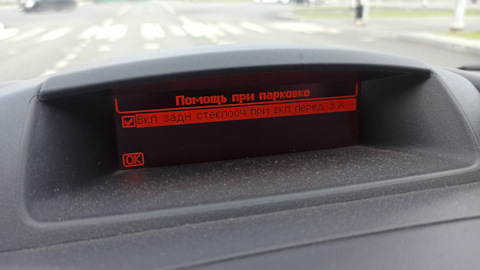 Помощь при парковке
Вкл задн стеклооч при вкл перед З Х
OK